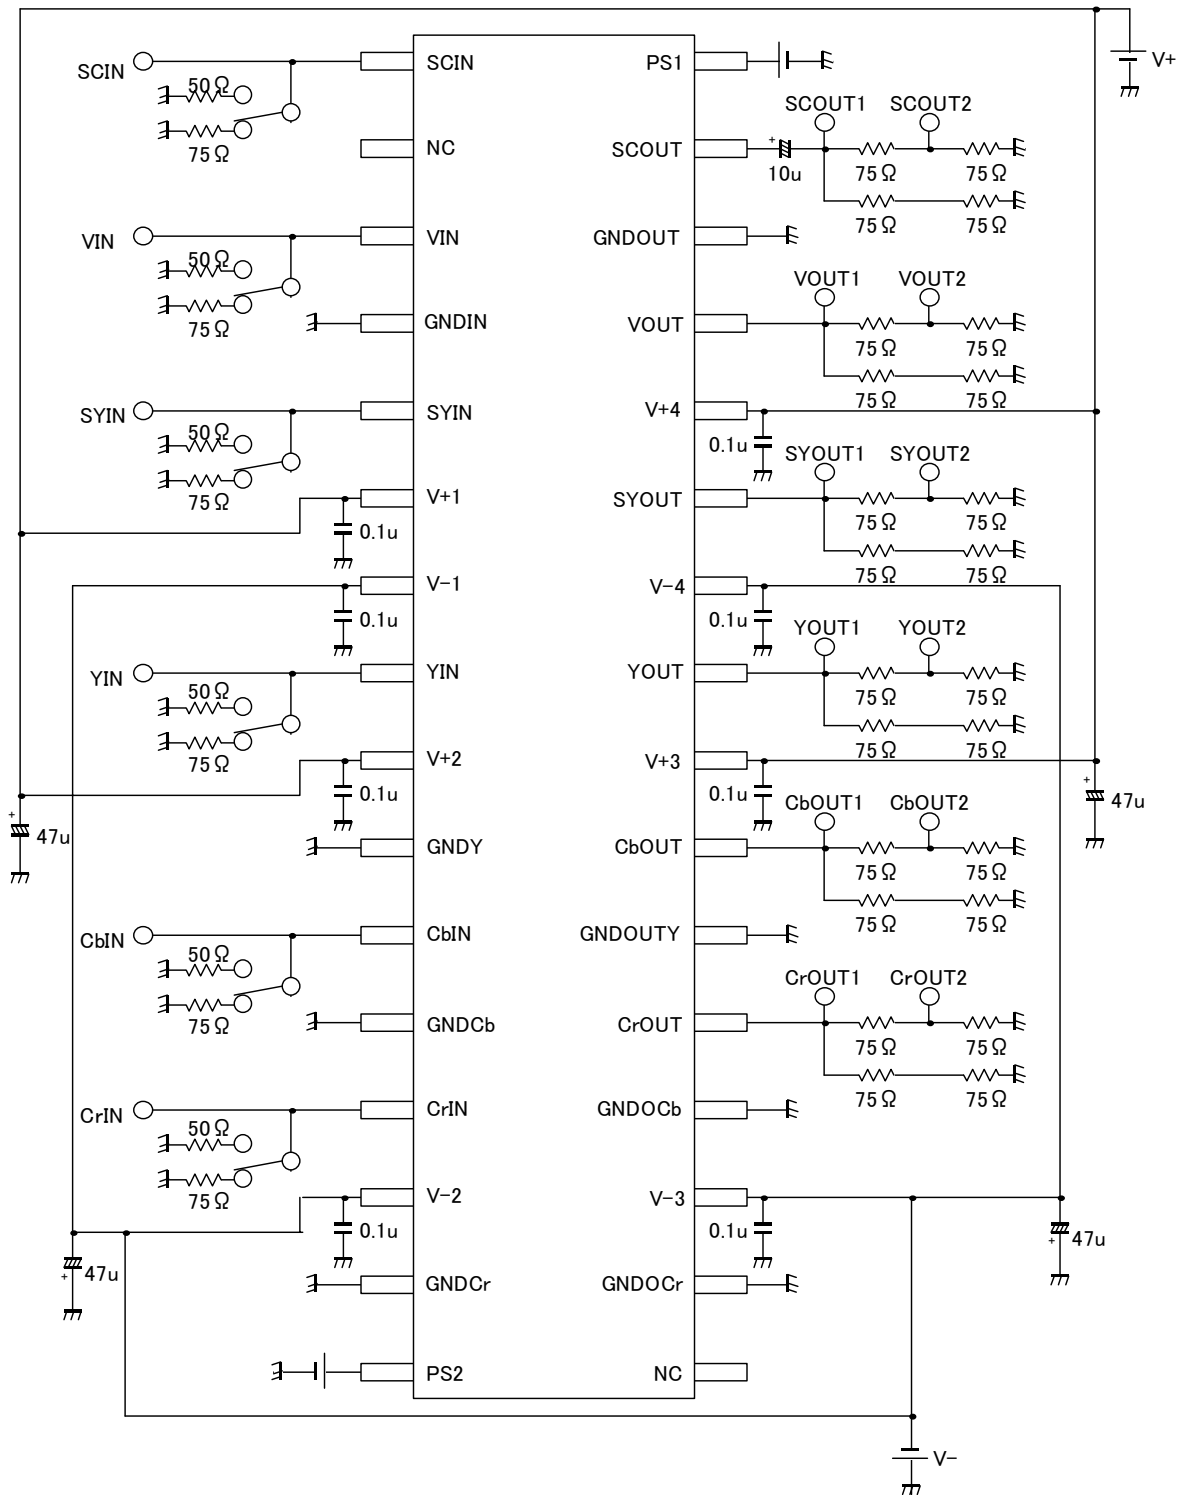 V+
SCIN
50Ω
75Ω
SCIN
PS1
SCOUT1 SCOUT2
NC
SCOUT
+
10u
75Ω 75Ω
75Ω 75Ω
VIN
50Ω
75Ω
VIN
GNDOUT
VOUT1 VOUT2
GNDIN
VOUT
75Ω 75Ω
75Ω 75Ω
SYIN
50Ω
75Ω
SYIN
V+4
0.1u
SYOUT1 SYOUT2
V+1
0.1u
SYOUT
75Ω 75Ω
75Ω 75Ω
V-1
0.1u
V-4
0.1u
YOUT1 YOUT2
YIN
50Ω
75Ω
YIN
YOUT
75Ω 75Ω
75Ω 75Ω
V+2
0.1u
V+3
0.1u
+
47u
+
47u
CbOUT1 CbOUT2
GNDY
CbOUT
75Ω 75Ω
75Ω 75Ω
CbIN
50Ω
75Ω
CbIN
GNDOUTY
CrOUT1 CrOUT2
GNDCb
CrOUT
75Ω 75Ω
75Ω 75Ω
CrIN
50Ω
75Ω
CrIN
GNDOCb
V-2
0.1u
V-3
0.1u
+
47u
+
47u
GNDCr
GNDOCr
PS2
NC
V-